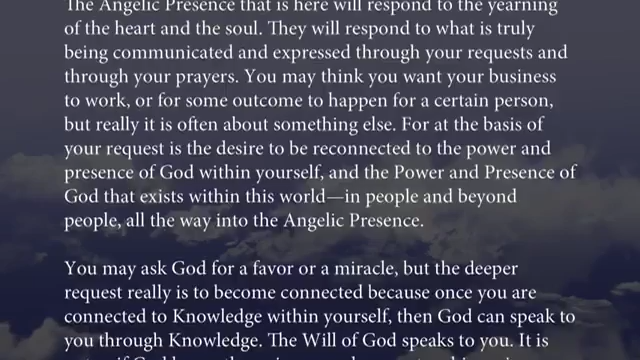 The Angelic Presence that is here will respond to the yearning
of the heart and the soul. They will respond to what is truly
being communicated and expressed through your requests and
through your prayers. You may think you want your business
to work, or for some outcome to happen for a certain person,
but really it is often about something else. For at the basis of
your request is the desire to be reconnected to the power and
presence of God within yourself, and the Power and Presence of
God that exists within this world—in people and beyond
people, all the way into the Angelic Presence.
You may ask God for a favor or a miracle, but the deeper
request really is to become connected because once you are
connected to Knowledge within yourself, then God can speak to
you through Knowledge. The Will of God speaks to you. It is